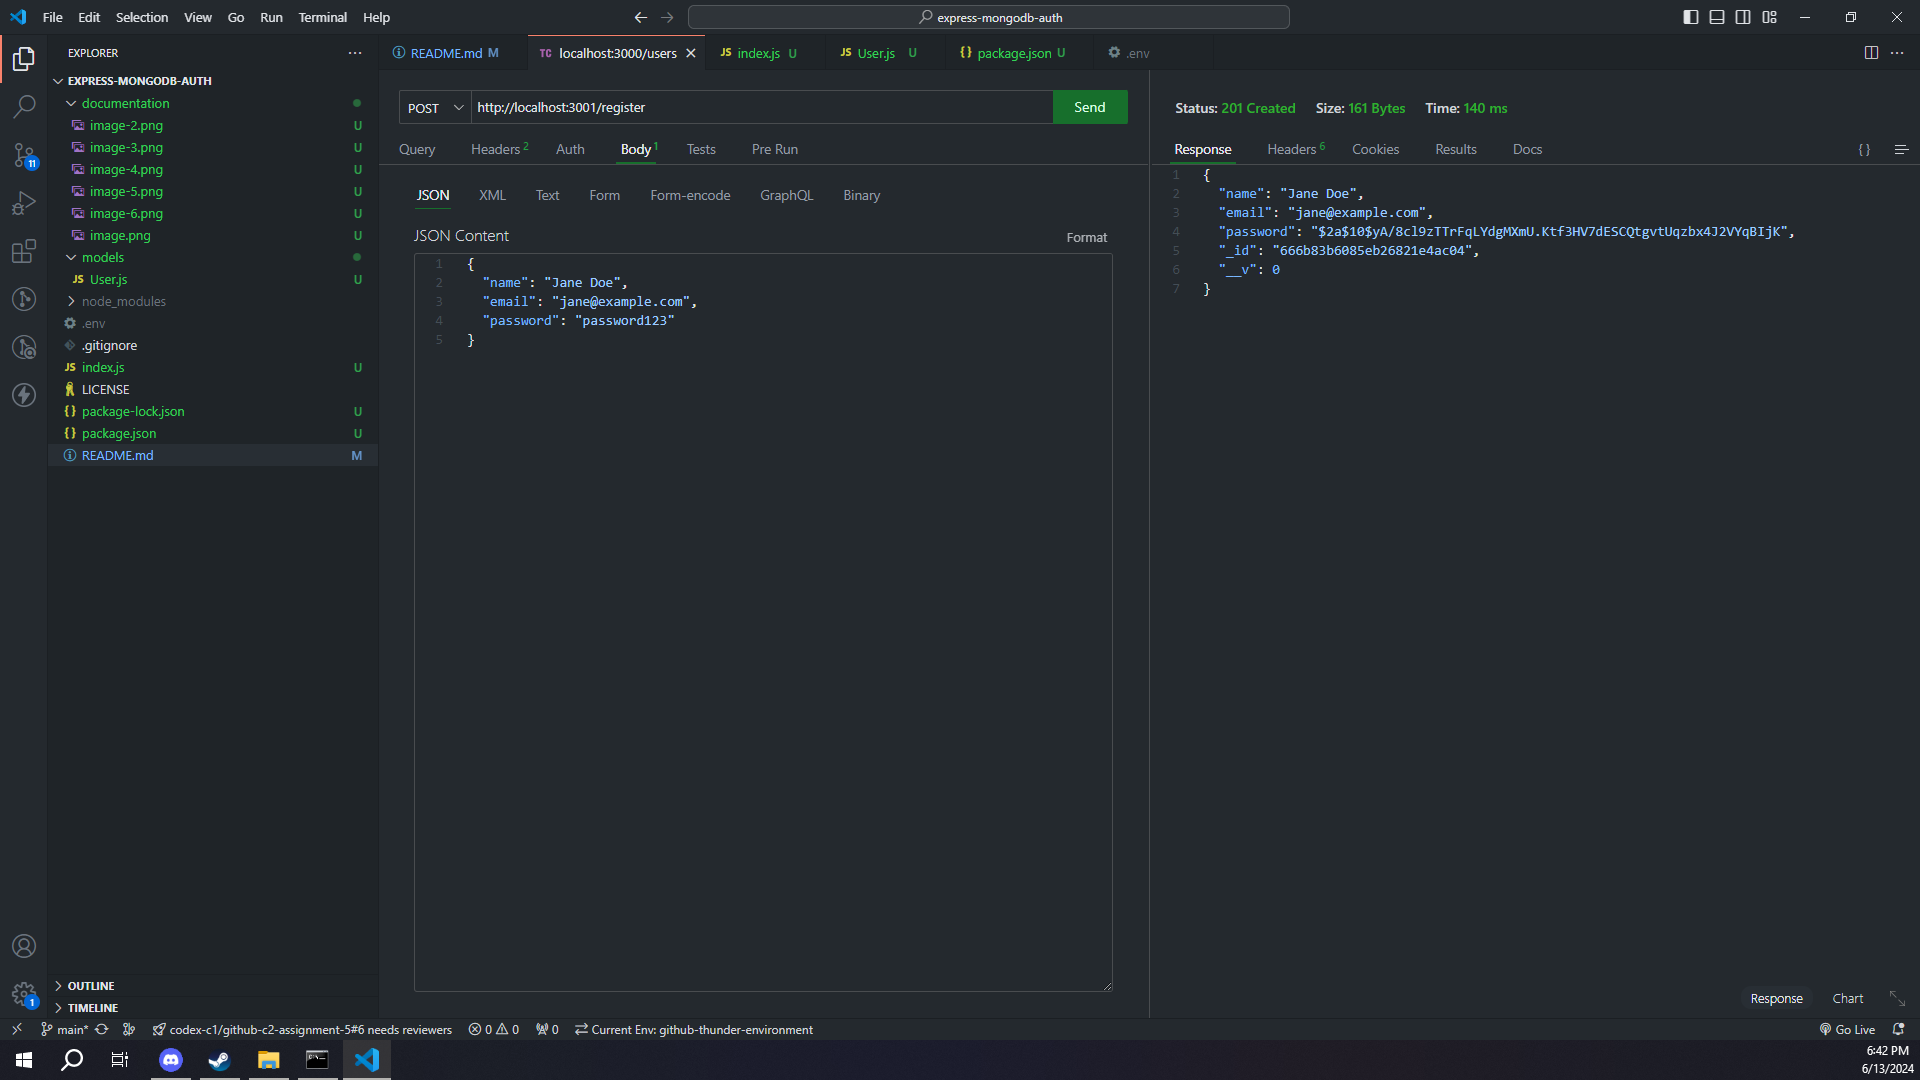 File Edit Selection View Go Run Terminal Help
express-mongodb-auth
EXPLORER
EXPRESS-MONGODB-AUTH
documentation
image-2.png U
image-3.png U
image-4.png U
image-5.png U
image-6.png U
image.png U
models
User.js U
node_modules
.env
.gitignore
JS index.js U
LICENSE
{} package-lock.json U
{} package.json U
README.md M
11
1
OUTLINE
TIMELINE
README.md M
TC localhost:3000/users
JS index.js U
JS User.js U
{} package.json U
.env
POST http://localhost:3001/register Send
Query Headers 2 Auth Body 1 Tests Pre Run
JSON XML Text Form Form-encode GraphQL Binary
JSON Content Format
1 {
2 "name": "Jane Doe",
3 "email": "jane@example.com",
4 "password": "password123"
5 }
Status: 201 Created Size: 161 Bytes Time: 140 ms
Response Headers 6 Cookies Results Docs {}
1 {
2 "name": "Jane Doe",
3 "email": "jane@example.com",
4 "password": "$2a$10$yA/8cl9zTTrFqLYdgMXmU.Ktf3HV7dESCQtgvtUqzbx4J2VYqBIjK",
5 "_id": "666b83b6085eb26821e4ac04",
6 "__v": 0
7 }
Response Chart
main* codex-c1/github-c2-assignment-5#6 needs reviewers 0 0 0 Current Env: github-thunder-environment Go Live
6:42 PM
6/13/2024